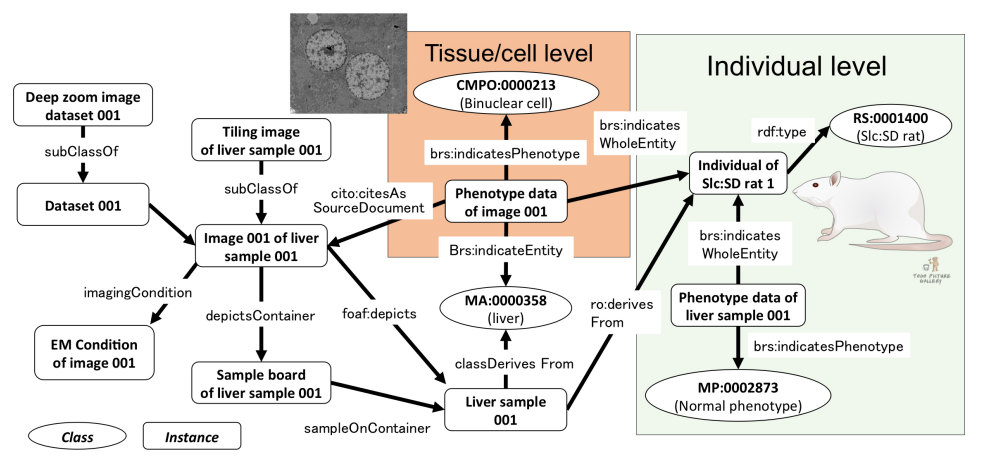 Tissue/cell level
Individual level
CMPO:0000213
(Binuclear cell)
Deep zoom image
dataset 001
Tiling image
of liver sample 001
brs:indicates
WholeEntity
rdf:type
RS:0001400
(Slc:SD rat)
subClassOf
brs:indicatesPhenotype
Individual of
Slc:SD rat 1
subClassOf
cito:citesAs
SourceDocument
Phenotype data
of image 001
Dataset 001
Image 001 of liver
sample 001
Brs:indicateEntity
brs:indicates
WholeEntity
TOGO PICTURE
GALLERY
imagingCondition
MA:0000358
(liver)
ro:derives
From
Phenotype data of
liver sample 001
depictsContainer
foaf:depicts
EM Condition
of image 001
classDerives From
brs:indicatesPhenotype
Sample board
of liver sample 001
MP:0002873
(Normal phenotype)
Liver sample
001
sampleOnContainer
Class
Instance